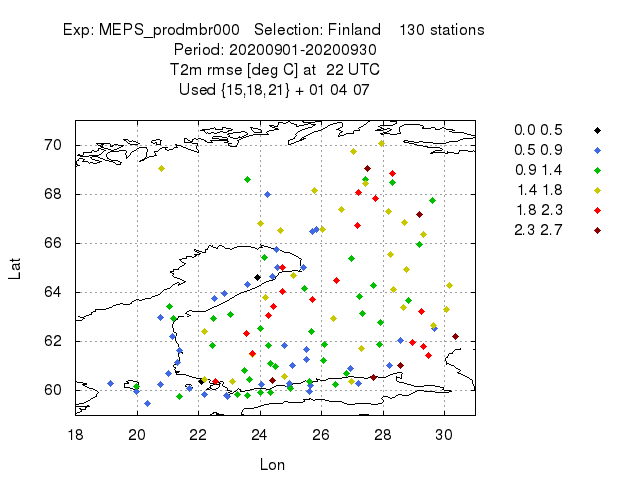 Exp: MEPS_prodmbr000   Selection: Finland    130 stations
Period: 20200901-20200930
T2m rmse [deg C] at  22 UTC
Used {15,18,21} + 01 04 07
70
68
66
64
62
60
18 20 22 24 26 28 30
Lat
Lon
0.0 0.5
0.5 0.9
0.9 1.4
1.4 1.8
1.8 2.3
2.3 2.7